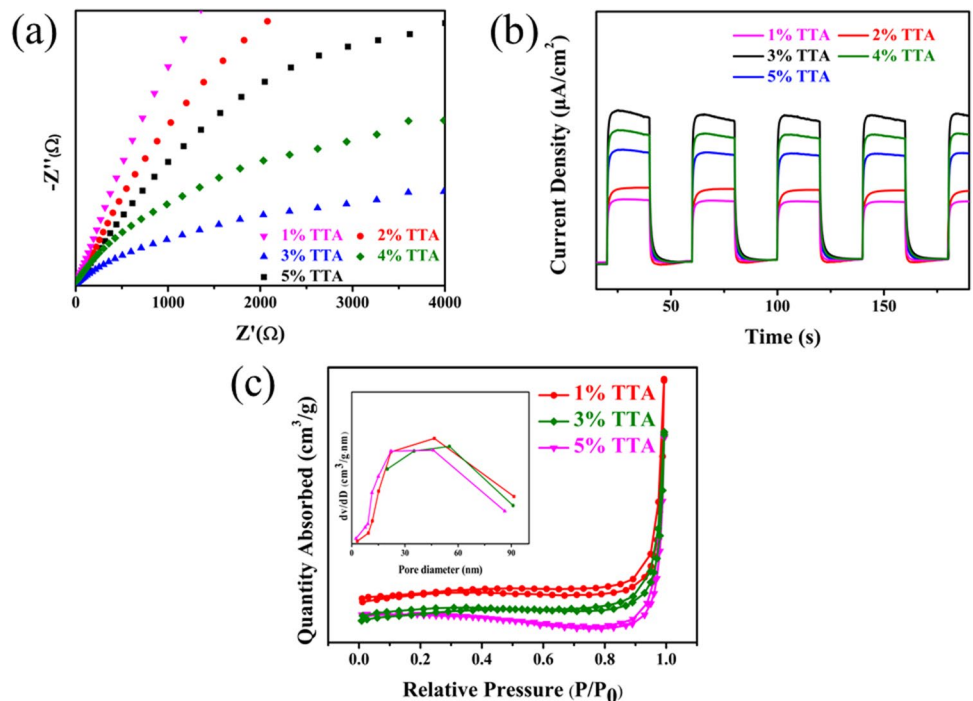 (a)
-Z''(Ω)
1% TTA 2% TTA
3% TTA 4% TTA
5% TTA
0 1000 2000 3000 4000
Z'(Ω)
(b)
Current Density (μA/cm²)
1% TTA 2% TTA
3% TTA 4% TTA
5% TTA
50 100 150
Time (s)
(c)
Quantity Absorbed (cm³/g)
1% TTA
3% TTA
5% TTA
dv/dD (cm³/g·nm)
0 30 60 90
Pore diameter (nm)
0.0 0.2 0.4 0.6 0.8 1.0
Relative Pressure (P/P₀)